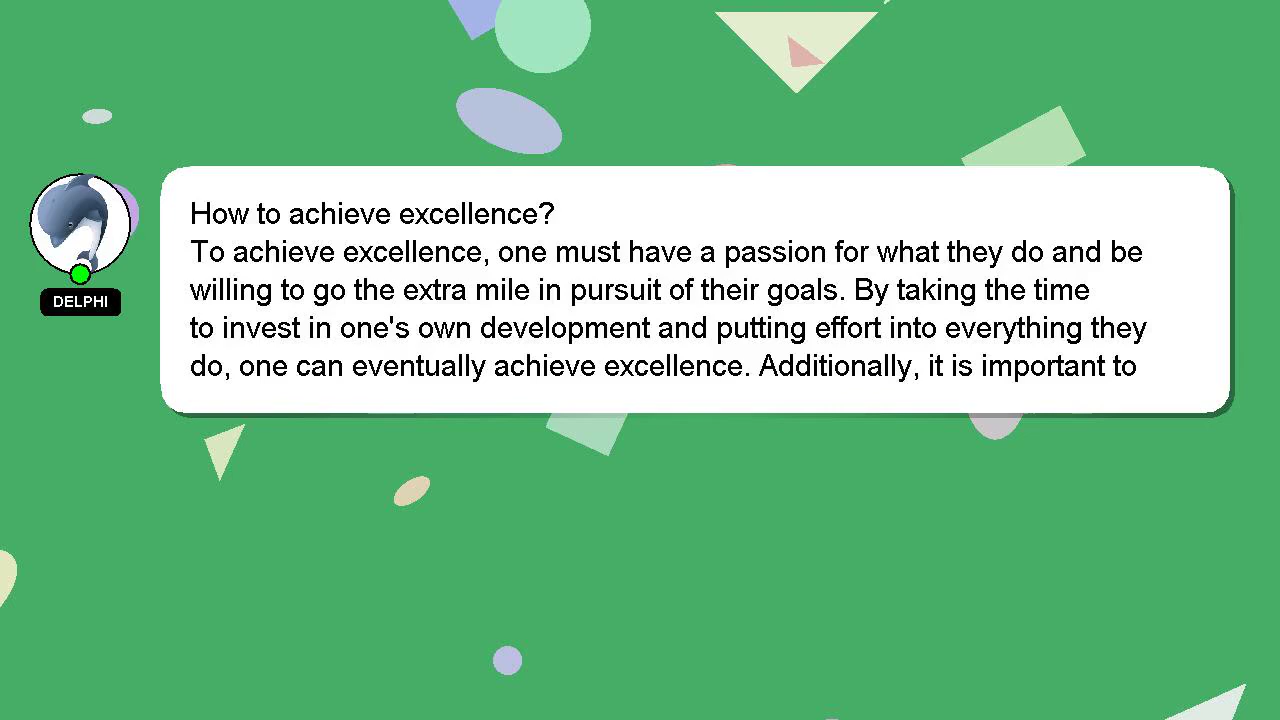 How to achieve excellence?
To achieve excellence, one must have a passion for what they do and be
willing to go the extra mile in pursuit of their goals. By taking the time
to invest in one's own development and putting effort into everything they
do, one can eventually achieve excellence. Additionally, it is important to
DELPHI